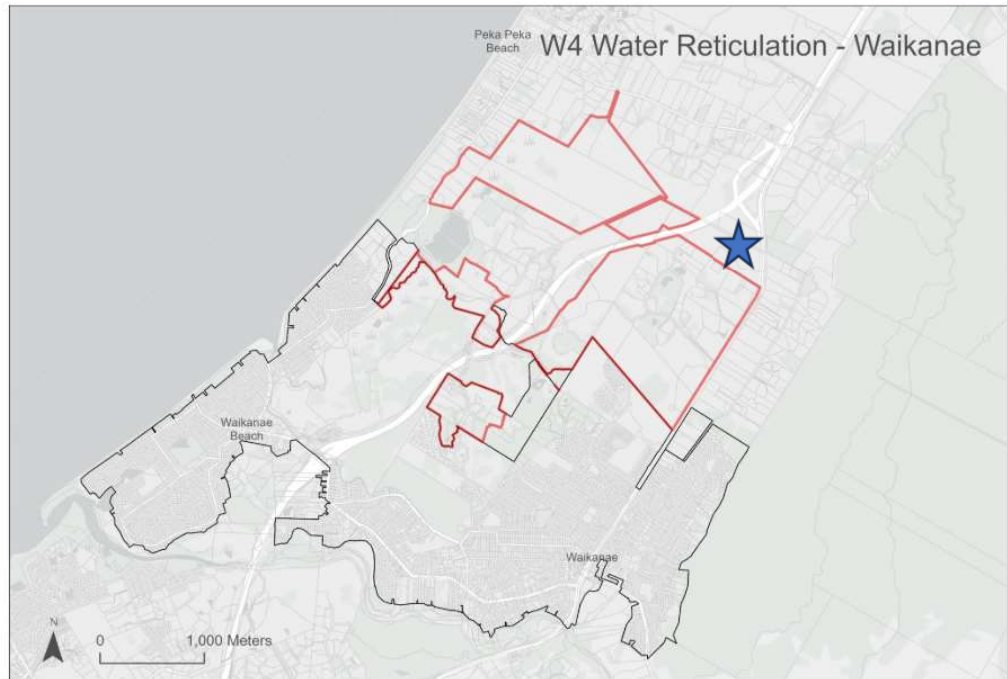 Peka Peka
Beach
W4 Water Reticulation - Waikanae
Waikanae
Beach
Waikanae
N
0 1,000 Meters